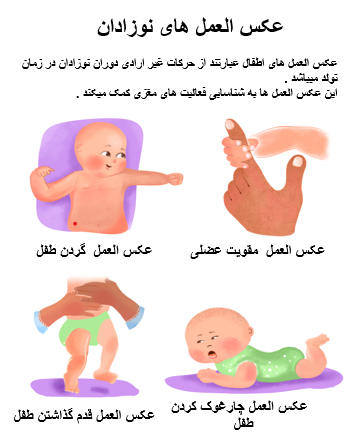 عکس العمل های نوزادان
عکس العمل های اطفال عبارتند از حرکات غیر ارادی دوران نوزادان در زمان
تولد میباشد .
این عکس العمل ها به شناسایی فعالیت های مغزی کمک میکند .
عکس العمل مقویت عضلی
عکس العمل گردن طفل
عکس العمل چارغوک کردن
طفل
عکس العمل قدم گذاشتن طفل